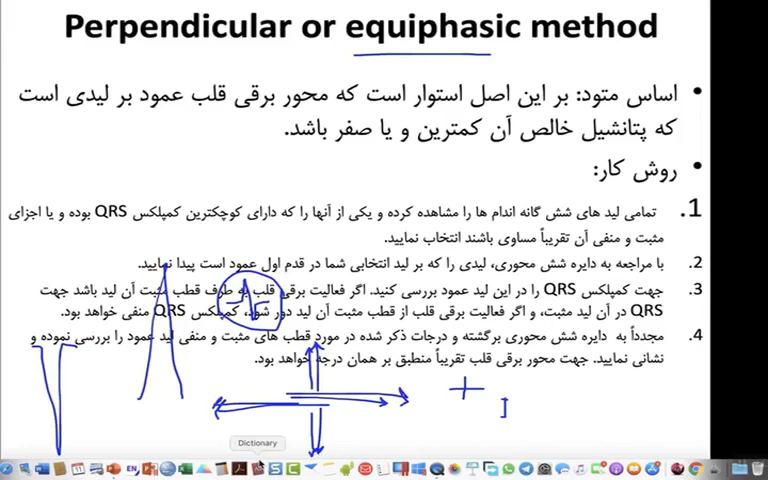 Perpendicular or equiphasic method
• اساس متود: بر این اصل استوار است که محور برقی قلب عمود بر لیدی است
که پتانشیل خالص آن کمترین و یا صفر باشد.
• روش کار:
1. تمامی لید های شش گانه اندام ها را مشاهده کرده و یکی از آنها را که دارای کوچکترین کمپلکس QRS بوده و یا اجزای
مثبت و منفی آن تقریباً مساوی باشند انتخاب نمایید.
2. با مراجعه به دایره شش محوری، لیدی را که بر لید انتخابی شما در قدم اول عمود است پیدا نمایید.
3. جهت کمپلکس QRS را در این لید عمود بررسی کنید. اگر فعالیت برقی قلب به طرف قطب مثبت آن لید باشد جهت
QRS در آن لید مثبت، و اگر فعالیت برقی قلب از قطب مثبت آن لید دور شود، کمپلکس QRS منفی خواهد بود.
4. مجدداً به دایره شش محوری برگشته و درجات ذکر شده در مورد قطب های مثبت و منفی لید عمود را بررسی نموده و
نشانی نمایید. جهت محور برقی قلب تقریباً منطبق بر همان درجه خواهد بود.
Dictionary